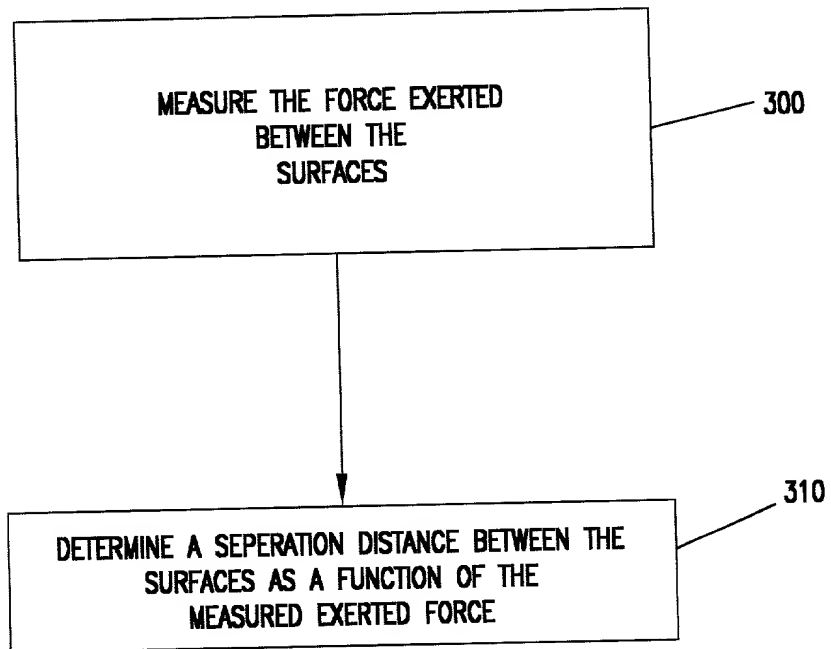 MEASURE THE FORCE EXERTED
BETWEEN THE
SURFACES
300
310
DETERMINE A SEPERATION DISTANCE BETWEEN THE
SURFACES AS A FUNCTION OF THE
MEASURED EXERTED FORCE